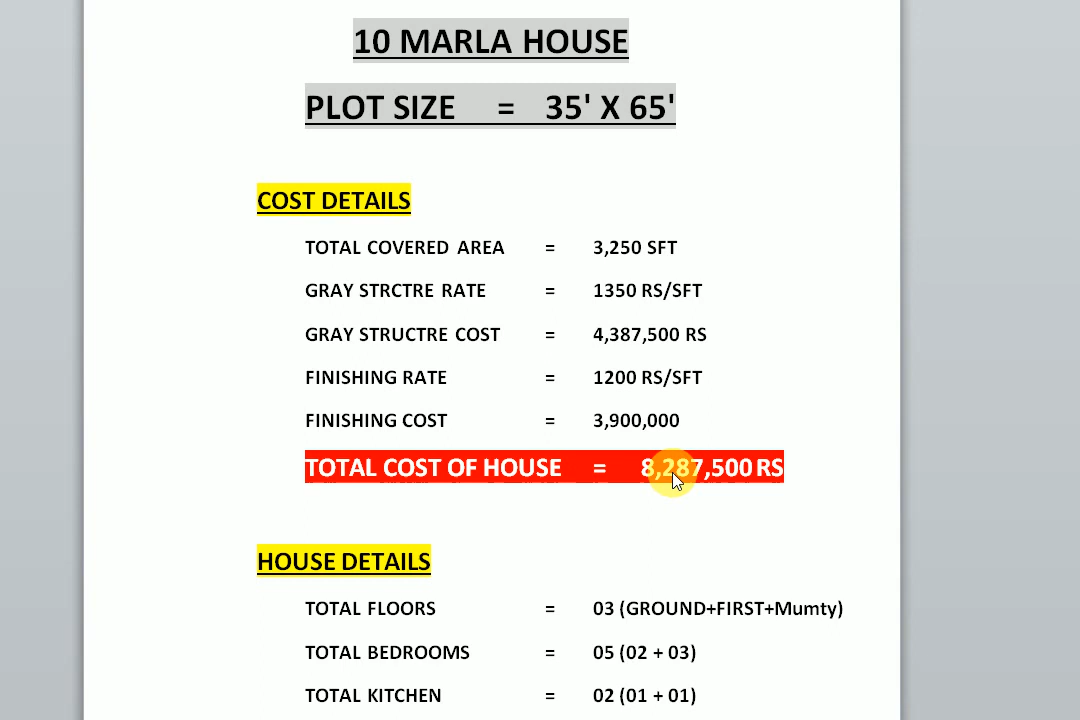 10 MARLA HOUSE
PLOT SIZE = 35' X 65'
COST DETAILS
TOTAL COVERED AREA = 3,250 SFT
GRAY STRCTRE RATE = 1350 RS/SFT
GRAY STRUCTRE COST = 4,387,500 RS
FINISHING RATE = 1200 RS/SFT
FINISHING COST = 3,900,000
TOTAL COST OF HOUSE = 8,287,500 RS
HOUSE DETAILS
TOTAL FLOORS = 03 (GROUND+FIRST+Mumty)
TOTAL BEDROOMS = 05 (02 + 03)
TOTAL KITCHEN = 02 (01 + 01)